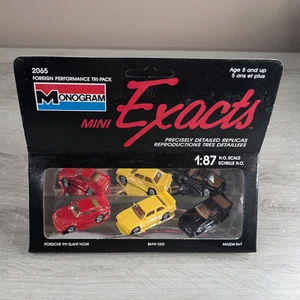 2065
FOREIGN PERFORMANCE TRI-PACK
Age 5 and up
5 ans et plus
MONOGRAM
MINI Exacts
PRECISELY DETAILED REPLICAS
REPRODUCTIONS TRES DETAILLEES
1:87 H.O. SCALE
ECHELLE H.O.
PORSCHE 911 SLANT NOSE
BMW 325i
MAZDA RX7